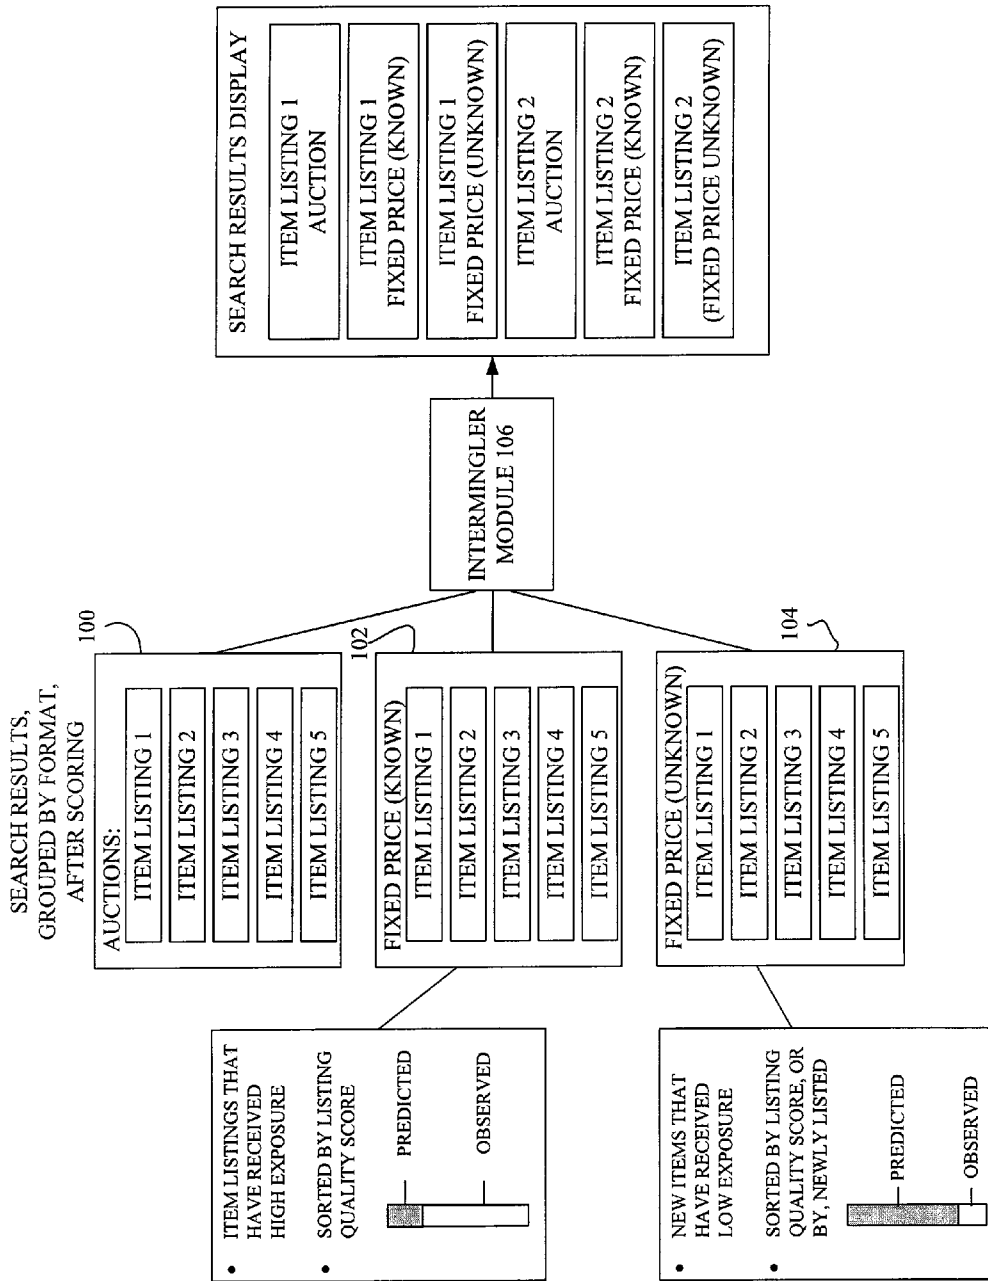 SEARCH RESULTS,
GROUPED BY FORMAT,
AFTER SCORING
100
AUCTIONS:
ITEM LISTING 1
ITEM LISTING 2
ITEM LISTING 3
ITEM LISTING 4
ITEM LISTING 5
• ITEM LISTINGS THAT
HAVE RECEIVED
HIGH EXPOSURE
• SORTED BY LISTING
QUALITY SCORE
PREDICTED
OBSERVED
102
FIXED PRICE (KNOWN)
ITEM LISTING 1
ITEM LISTING 2
ITEM LISTING 3
ITEM LISTING 4
ITEM LISTING 5
• NEW ITEMS THAT
HAVE RECEIVED
LOW EXPOSURE
• SORTED BY LISTING
QUALITY SCORE, OR
BY, NEWLY LISTED
PREDICTED
OBSERVED
104
FIXED PRICE (UNKNOWN)
ITEM LISTING 1
ITEM LISTING 2
ITEM LISTING 3
ITEM LISTING 4
ITEM LISTING 5
INTERMINGLER
MODULE 106
SEARCH RESULTS DISPLAY
ITEM LISTING 1
AUCTION
ITEM LISTING 1
FIXED PRICE (KNOWN)
ITEM LISTING 1
FIXED PRICE (UNKNOWN)
ITEM LISTING 2
AUCTION
ITEM LISTING 2
FIXED PRICE (KNOWN)
ITEM LISTING 2
(FIXED PRICE UNKNOWN)